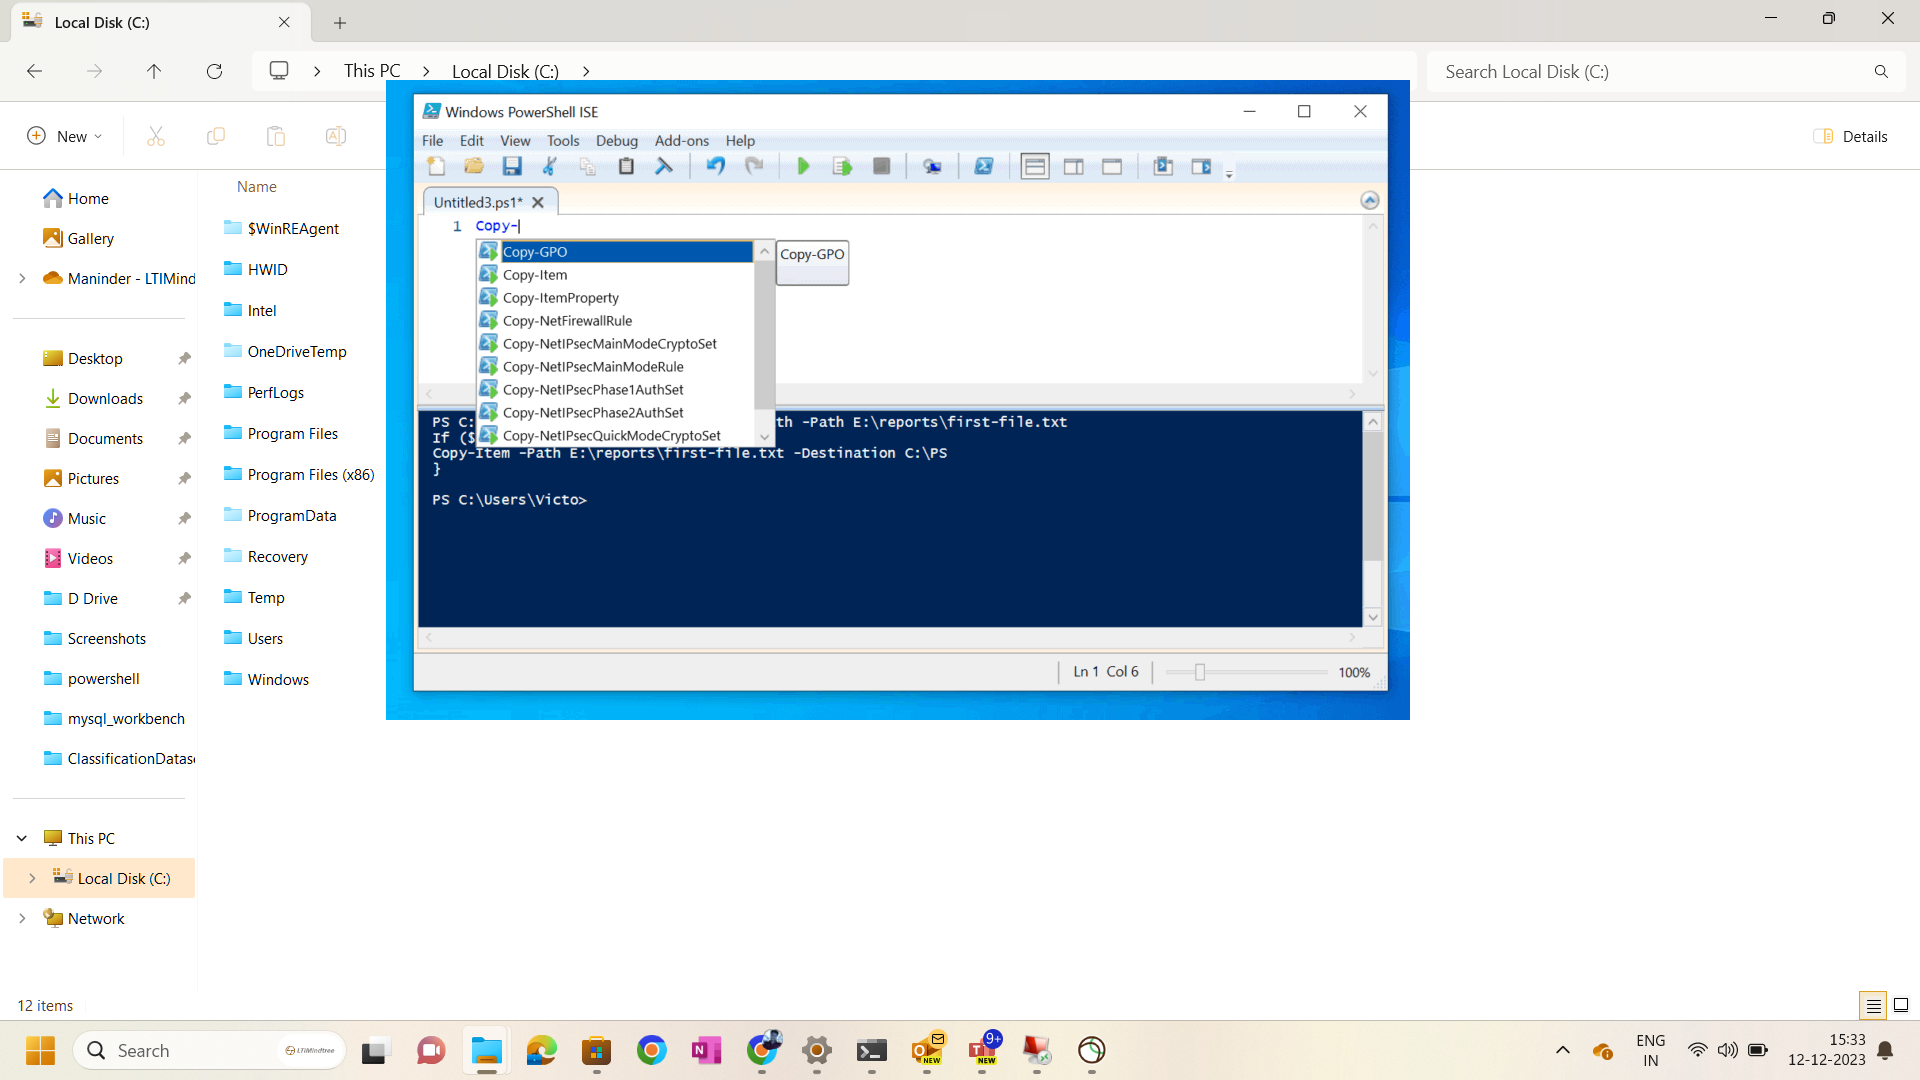 Local Disk (C:)
This PC
Local Disk (C:)
Search Local Disk (C:)
New
Details
Home
Gallery
Maninder - LTIMind
Desktop
Downloads
Documents
Pictures
Music
Videos
D Drive
Screenshots
powershell
mysql_workbench
ClassificationDatas
This PC
Local Disk (C:)
Network
Name
$WinREAgent
HWID
Intel
OneDriveTemp
PerfLogs
Program Files
Program Files (x86)
ProgramData
Recovery
Temp
Users
Windows
Windows PowerShell ISE
File Edit View Tools Debug Add-ons Help
Untitled3.ps1*
1 Copy-
Copy-GPO
Copy-Item
Copy-ItemProperty
Copy-NetFirewallRule
Copy-NetIPsecMainModeCryptoSet
Copy-NetIPsecMainModeRule
Copy-NetIPsecPhase1AuthSet
Copy-NetIPsecPhase2AuthSet
Copy-NetIPsecQuickModeCryptoSet
Copy-GPO
PS C: th -Path E:\reports\first-file.txt
If ($
Copy-Item -Path E:\reports\first-file.txt -Destination C:\PS
}
PS C:\Users\Victo>
Ln 1 Col 6
100%
12 items
Search
LTIMindtree
NEW
9+
NEW
ENG
IN
15:33
12-12-2023